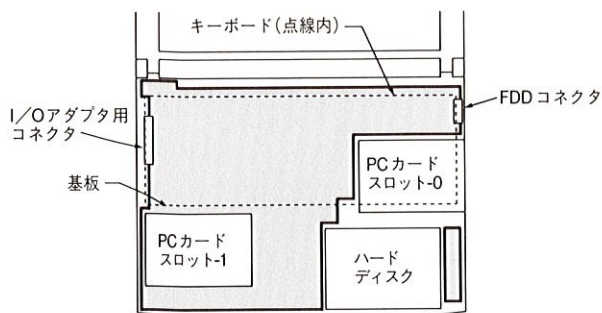 キーボード(点線内)
FDDコネクタ
I/Oアダプタ用
コネクタ
基板
PCカード
スロット-0
PCカード
スロット-1
ハード
ディスク